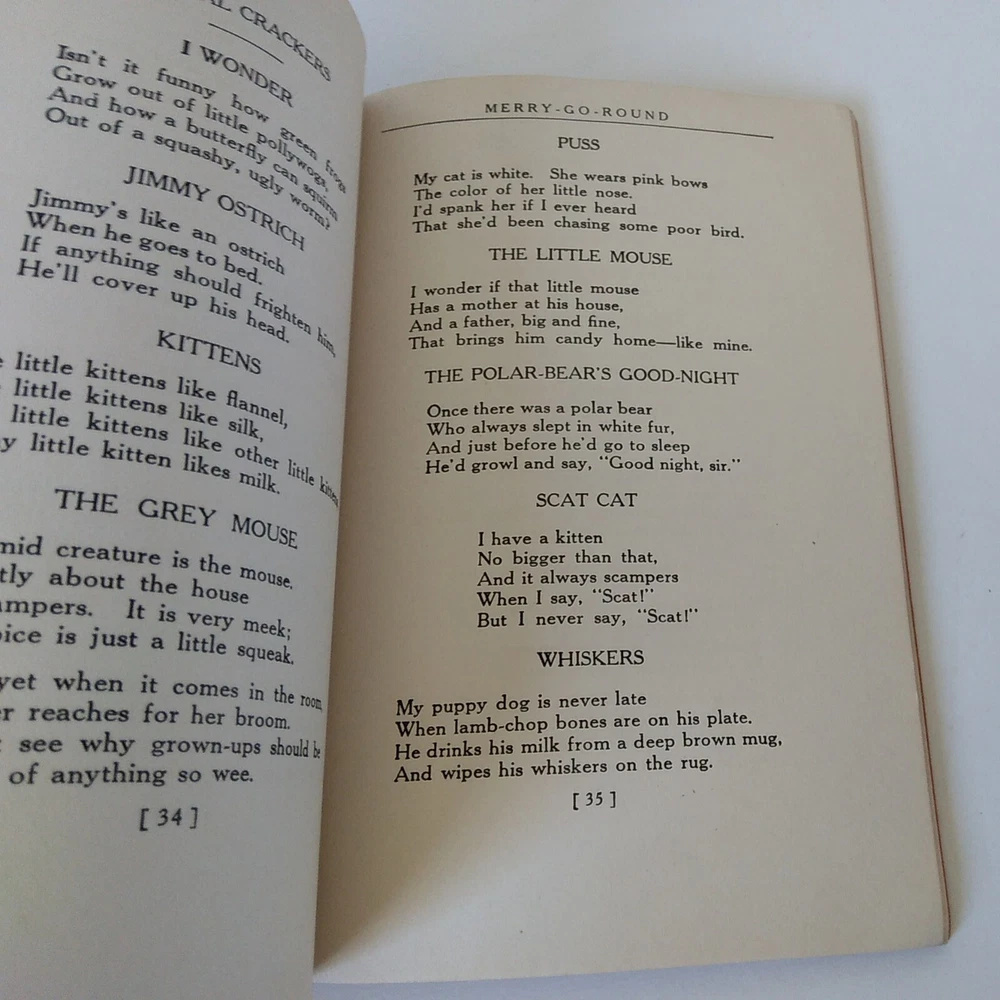 CRACKERS
I WONDER
Isn't it funny how green frogs
Grow out of little pollywogs,
And how a butterfly can squirm
Out of a squashy, ugly worm?
JIMMY OSTRICH
Jimmy's like an ostrich
When he goes to bed.
If anything should frighten him,
He'll cover up his head.
KITTENS
little kittens like flannel,
little kittens like silk,
little kittens like other little kittens
little kitten likes milk.
THE GREY MOUSE
creature is the mouse.
about the house
It is very meek;
is just a little squeak.
yet when it comes in the room,
reaches for her broom.
see why grown-ups should be
of anything so wee.
[ 34 ]
MERRY-GO-ROUND
PUSS
My cat is white. She wears pink bows
The color of her little nose.
I'd spank her if I ever heard
That she'd been chasing some poor bird.
THE LITTLE MOUSE
I wonder if that little mouse
Has a mother at his house,
And a father, big and fine,
That brings him candy home—like mine.
THE POLAR-BEAR'S GOOD-NIGHT
Once there was a polar bear
Who always slept in white fur,
And just before he'd go to sleep
He'd growl and say, "Good night, sir."
SCAT CAT
I have a kitten
No bigger than that,
And it always scampers
When I say, "Scat!"
But I never say, "Scat!"
WHISKERS
My puppy dog is never late
When lamb-chop bones are on his plate.
He drinks his milk from a deep brown mug,
And wipes his whiskers on the rug.
[ 35 ]